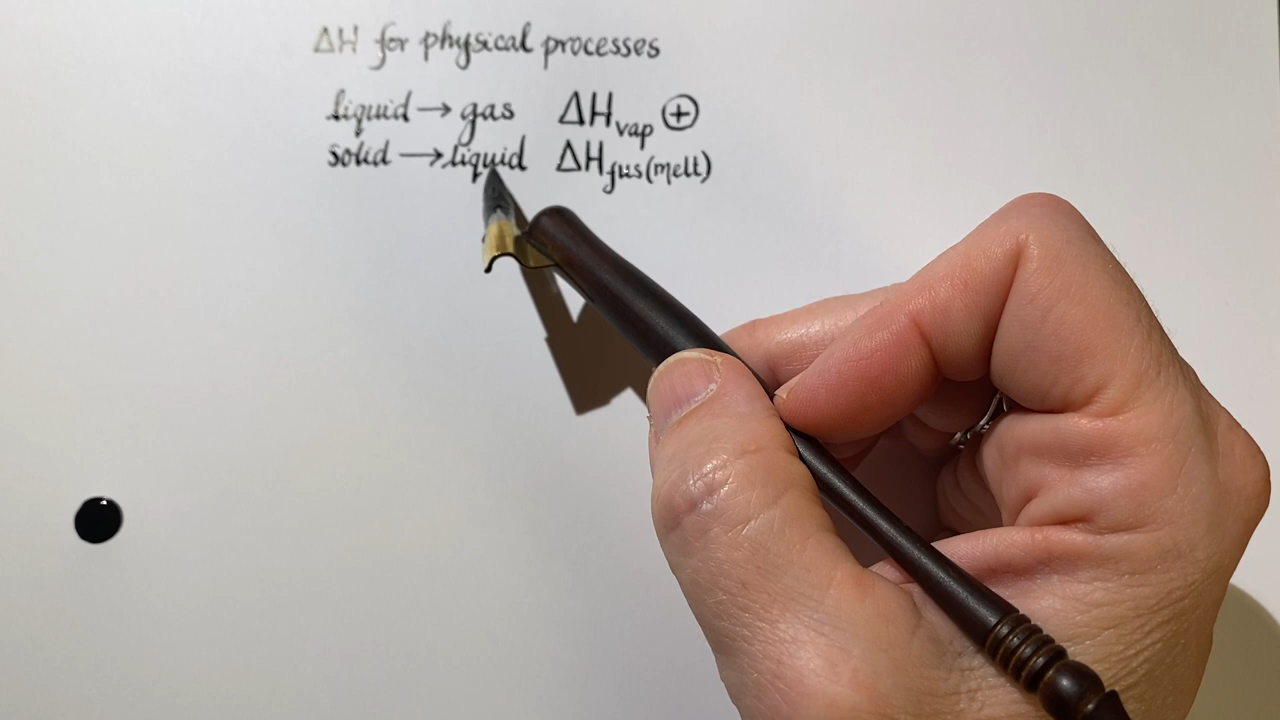 ΔH for physical processes
liquid → gas ΔHvap ⊕
solid → liquid ΔHfus(melt)